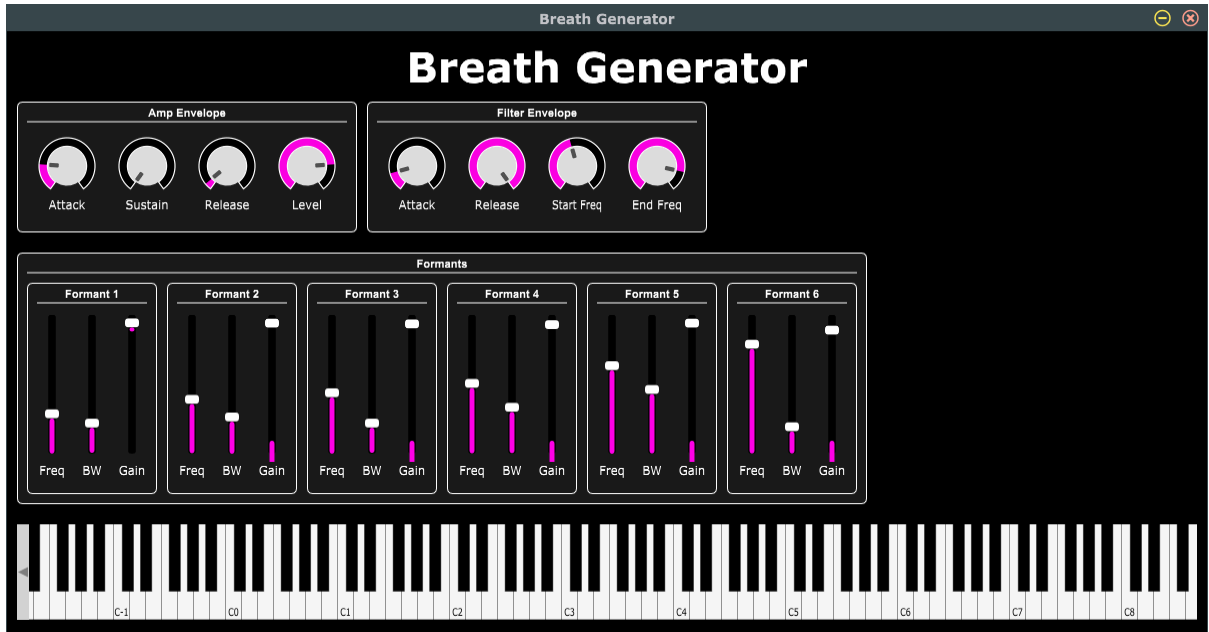 Breath Generator
Breath Generator
Amp Envelope
Filter Envelope
Attack Sustain Release Level
Attack Release Start Freq End Freq
Formants
Formant 1 Formant 2 Formant 3 Formant 4 Formant 5 Formant 6
Freq BW Gain Freq BW Gain Freq BW Gain Freq BW Gain Freq BW Gain Freq BW Gain
C-1 C0 C1 C2 C3 C4 C5 C6 C7 C8